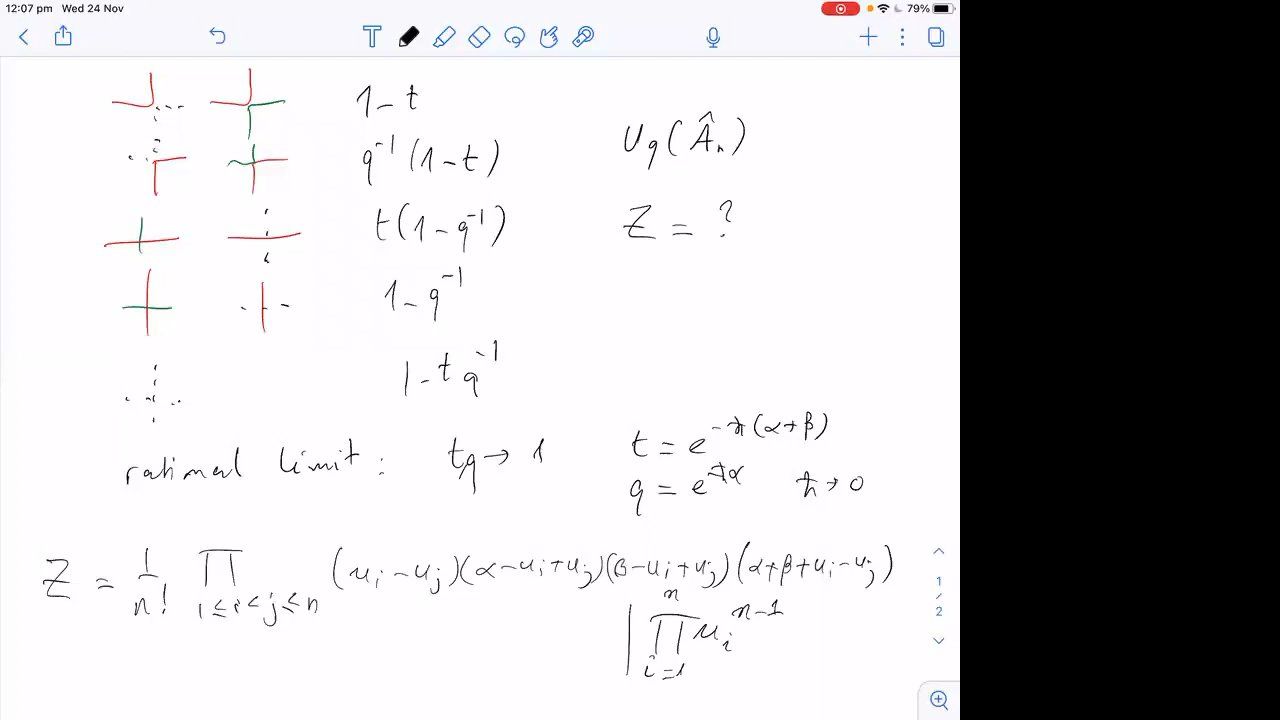 12:07 pm Wed 24 Nov 79%
1 - t
U_q(Â_n)
q^{-1}(1 - t)
t(1 - q^{-1})
Z = ?
1 - q^{-1}
1 - t q^{-1}
rational limit: t, q → 1
t = e^{-ħ(α+β)}
q = e^{-ħα} ħ → 0
Z = 1/n! ∏_{1≤i<j≤n} (u_i - u_j)(α - u_i + u_j)(β - u_i + u_j)(α+β+u_i - u_j) | ∏_{i=1}^{n} u_i^{n-1}
1/2